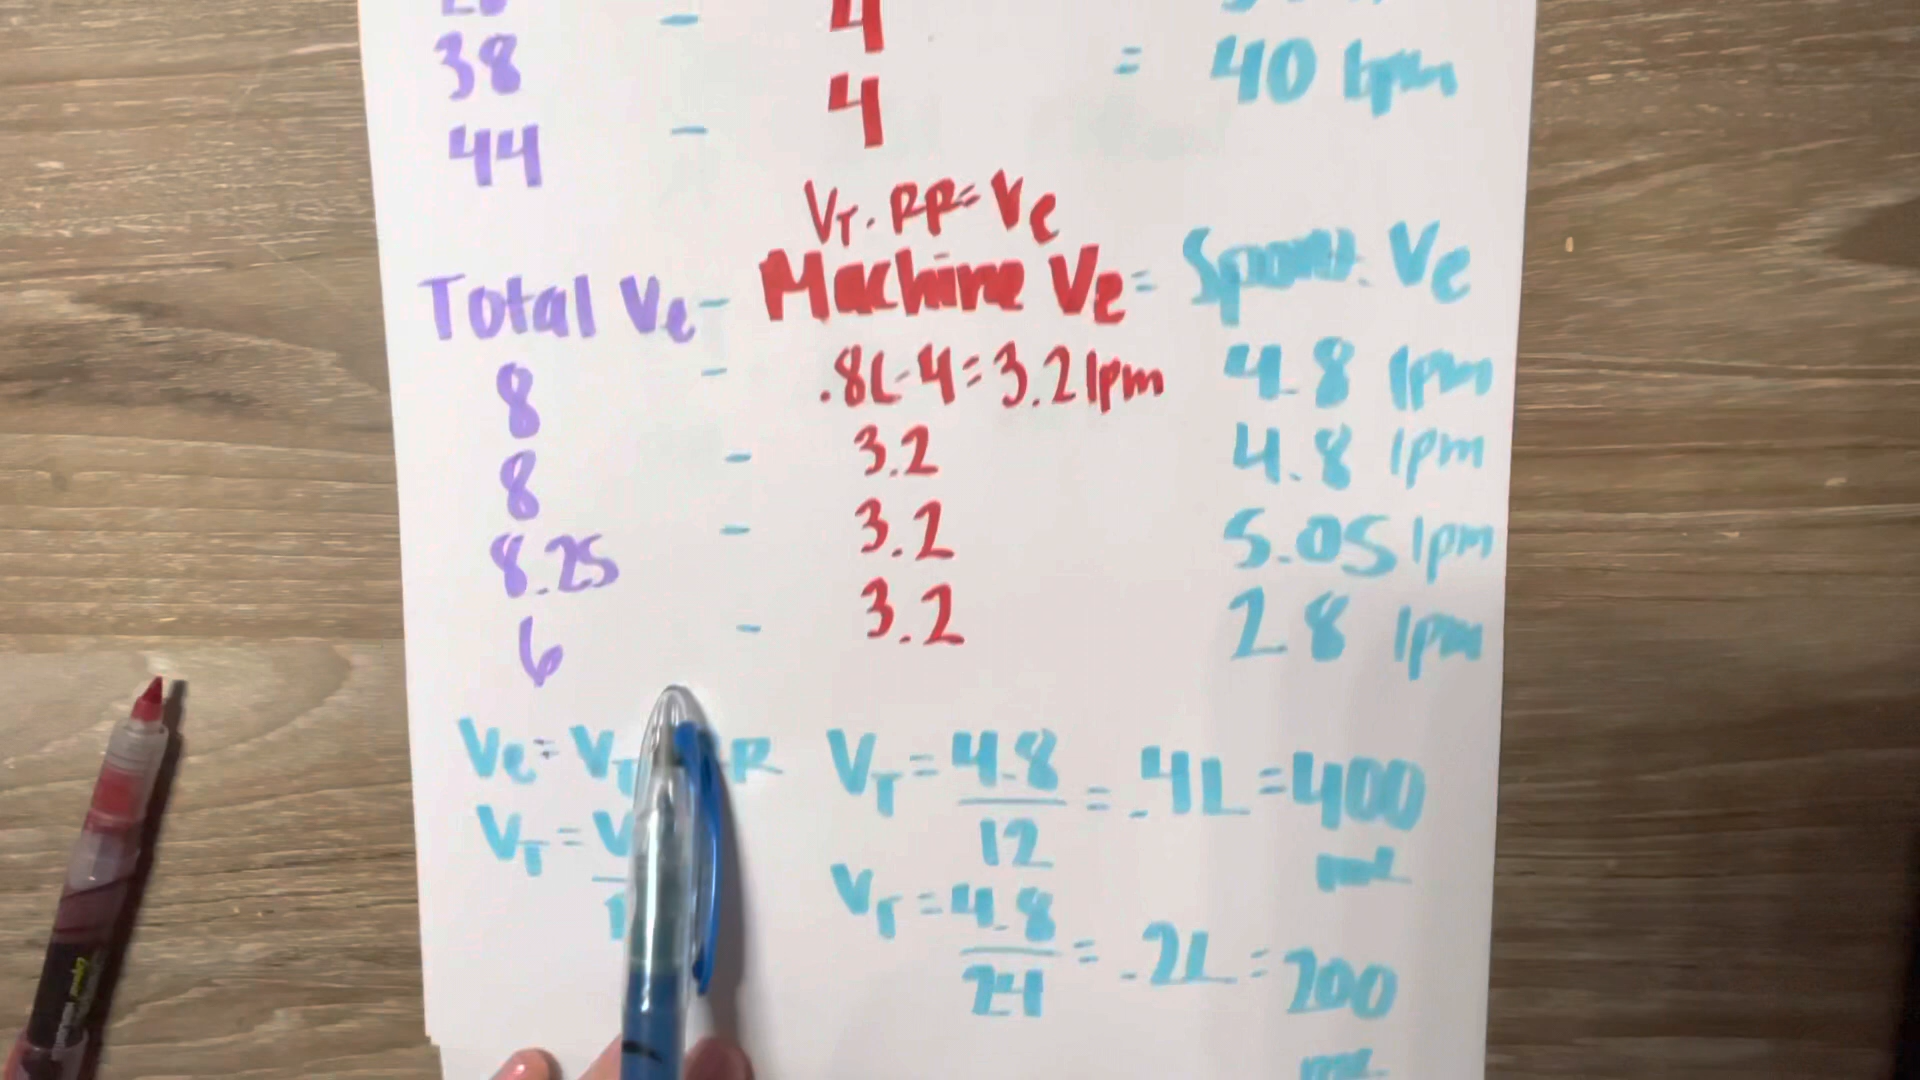 38 - 4
44 - 4 = 40 bpm
VT · RR = Ve
Total Ve - Machine Ve = Spont. Ve
8 - .8L · 4 = 3.2 lpm 4.8 lpm
8 - 3.2 4.8 lpm
8.25 - 3.2 5.05 lpm
6 - 3.2 2.8 lpm
Ve = VT R VT = 4.8/12 = .4L = 400 ml
VT = VT = 4.8/24 = .2L = 200